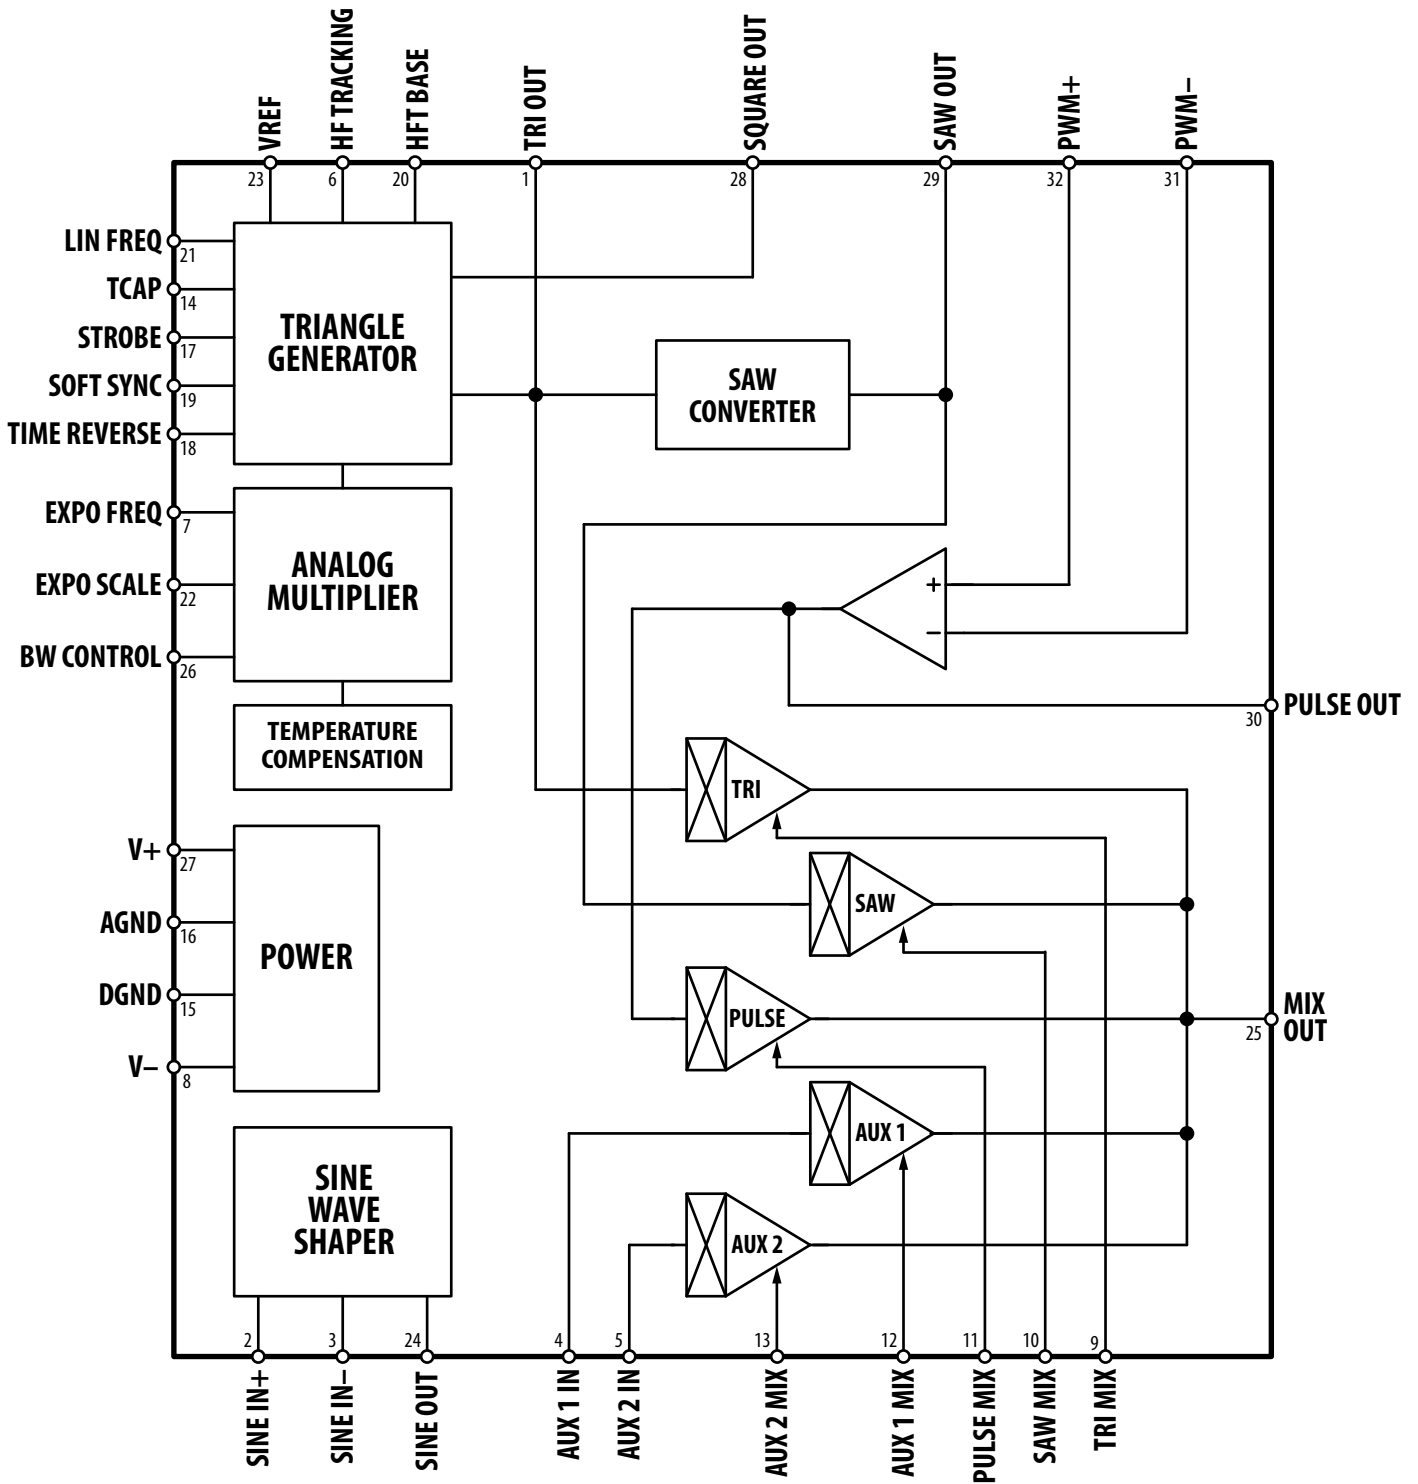 VREF
HF TRACKING
HFT BASE
TRI OUT
SQUARE OUT
SAW OUT
PWM+
PWM–
23
6
20
1
28
29
32
31
LIN FREQ
21
TCAP
14
STROBE
17
SOFT SYNC
19
TIME REVERSE
18
TRIANGLE
GENERATOR
SAW
CONVERTER
EXPO FREQ
7
EXPO SCALE
22
BW CONTROL
26
ANALOG
MULTIPLIER
+
–
TEMPERATURE
COMPENSATION
30
PULSE OUT
TRI
V+
27
AGND
16
DGND
15
V–
8
POWER
SAW
PULSE
25
MIX
OUT
AUX 1
AUX 2
SINE
WAVE
SHAPER
2
3
24
4
5
13
12
11
10
9
SINE IN+
SINE IN–
SINE OUT
AUX 1 IN
AUX 2 IN
AUX 2 MIX
AUX 1 MIX
PULSE MIX
SAW MIX
TRI MIX